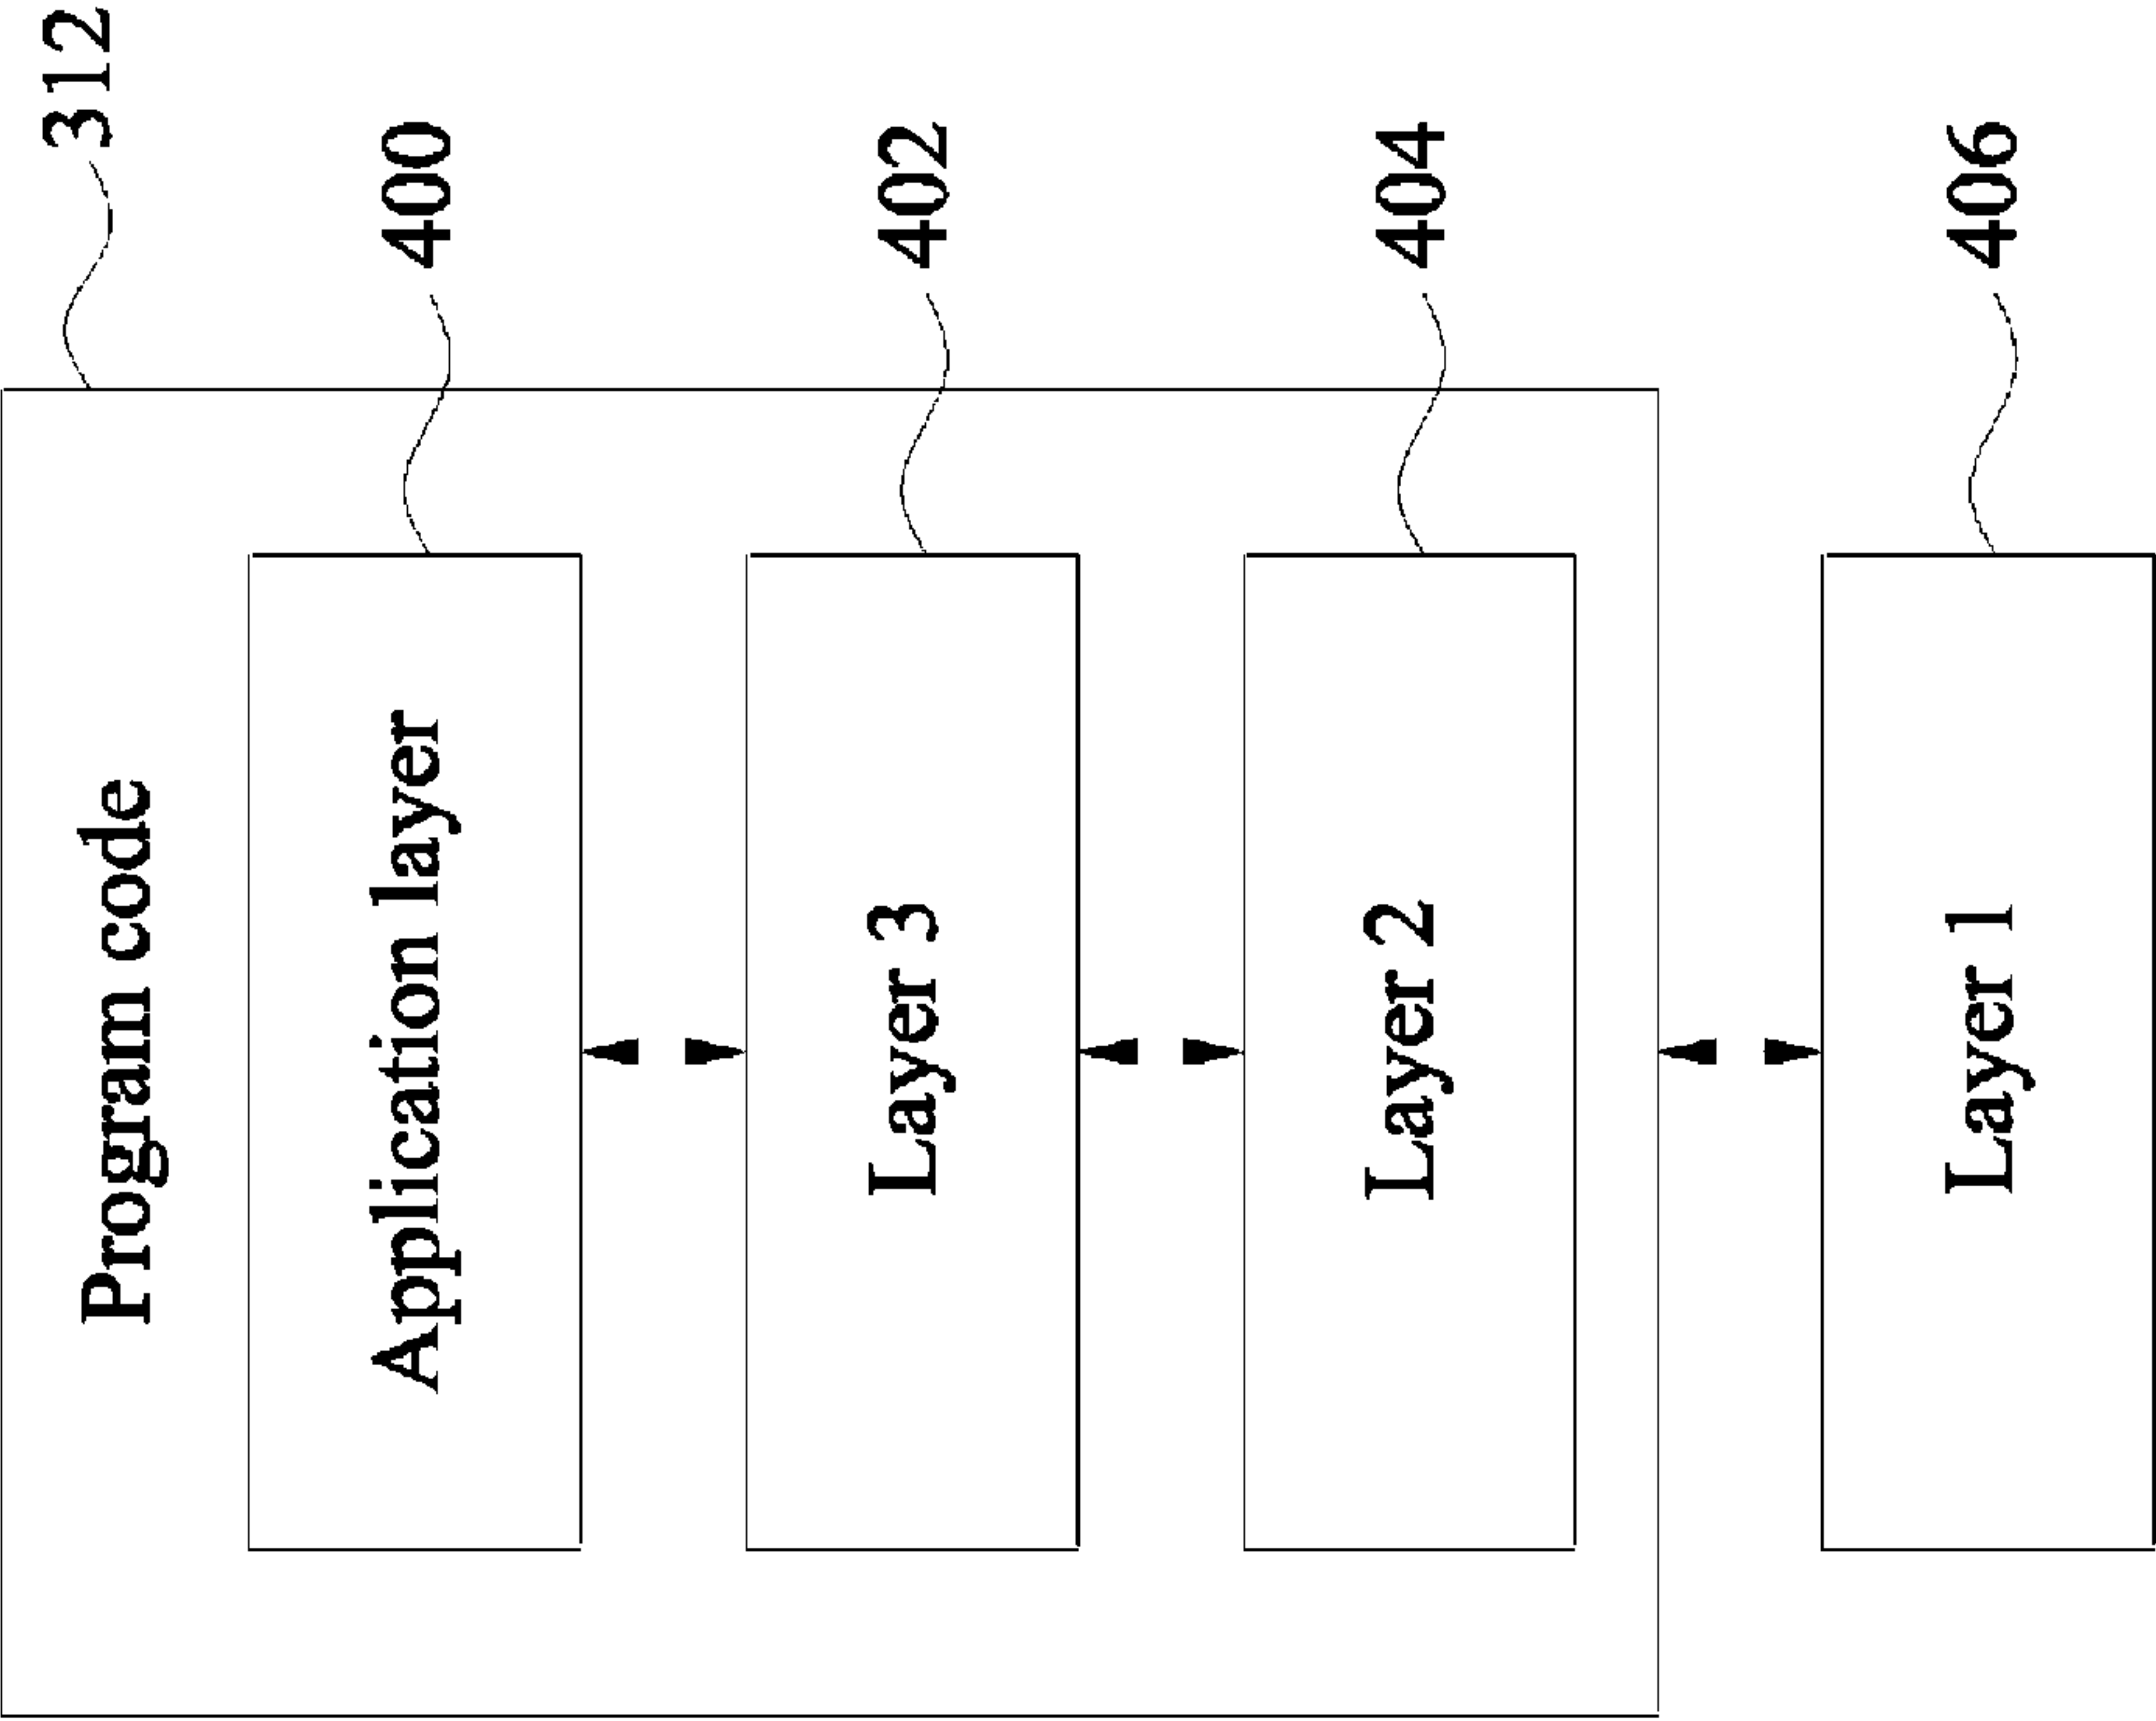 312
Program code
400
Application layer
402
Layer 3
404
Layer 2
406
Layer 1